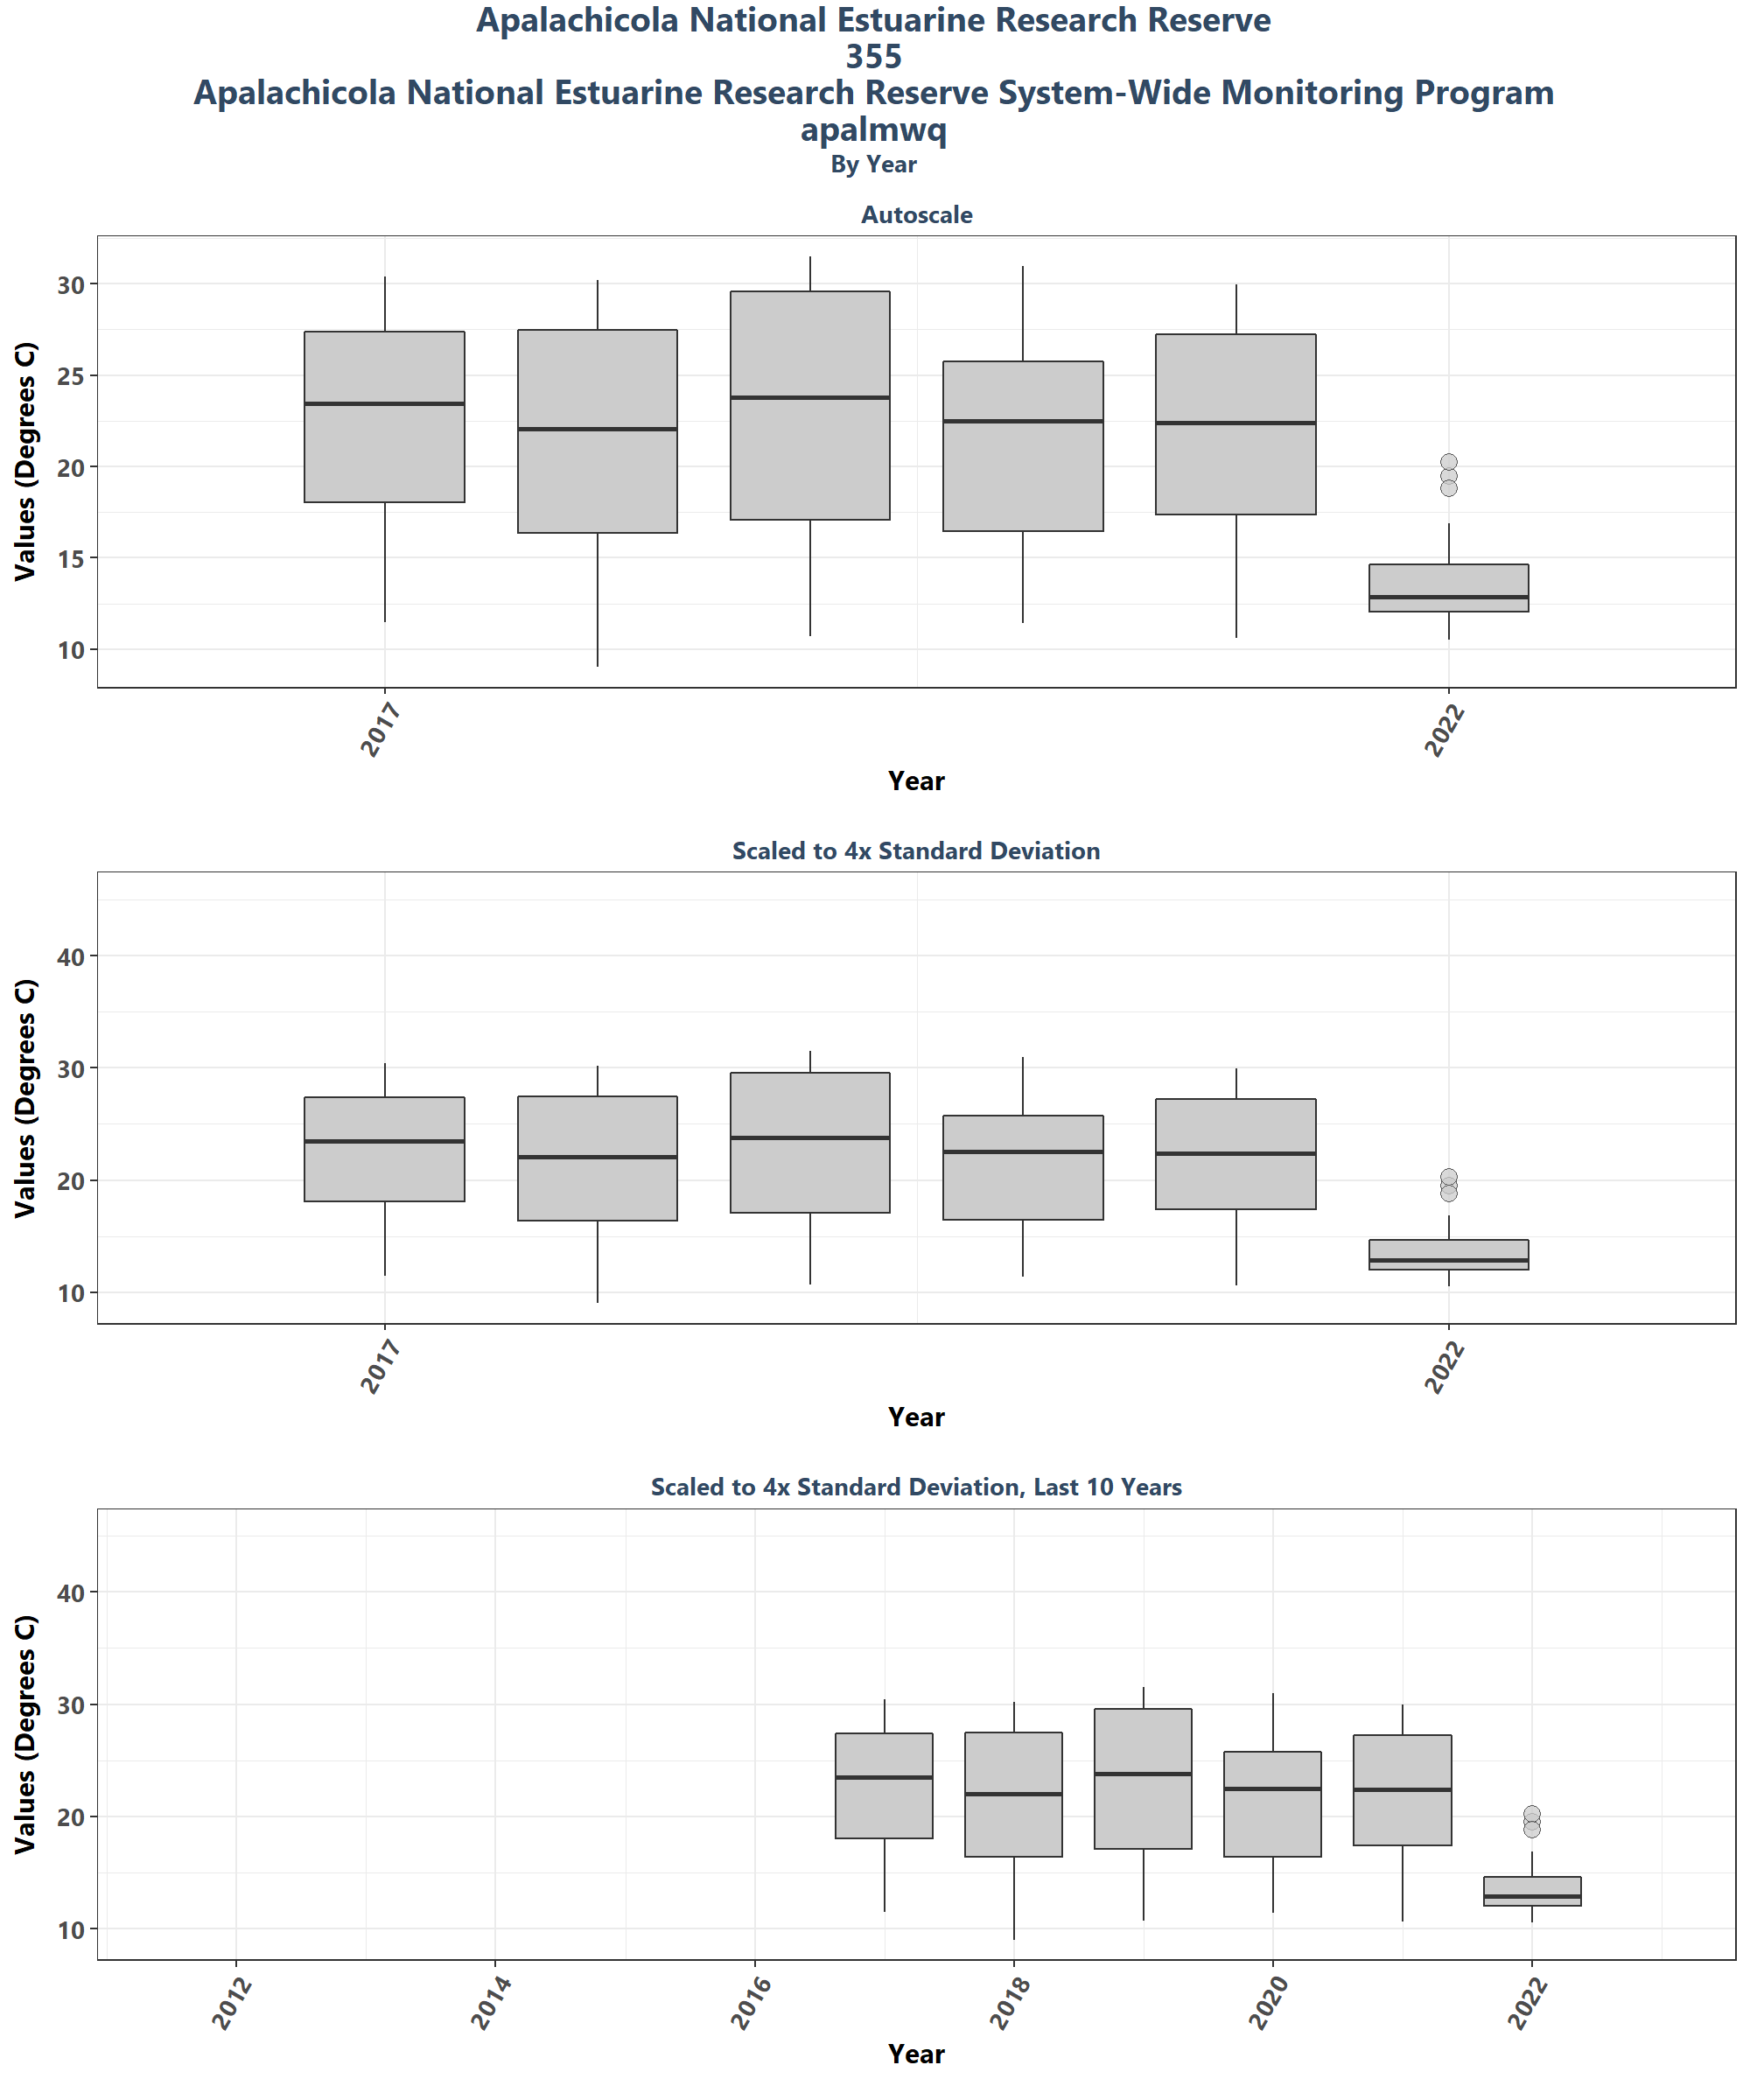 Apalachicola National Estuarine Research Reserve
355
Apalachicola National Estuarine Research Reserve System-Wide Monitoring Program
apalmwq
By Year
Autoscale
Values (Degrees C)
30
25
20
15
10
2017
2022
Year
Scaled to 4x Standard Deviation
Values (Degrees C)
40
30
20
10
2017
2022
Year
Scaled to 4x Standard Deviation, Last 10 Years
Values (Degrees C)
40
30
20
10
2012
2014
2016
2018
2020
2022
Year